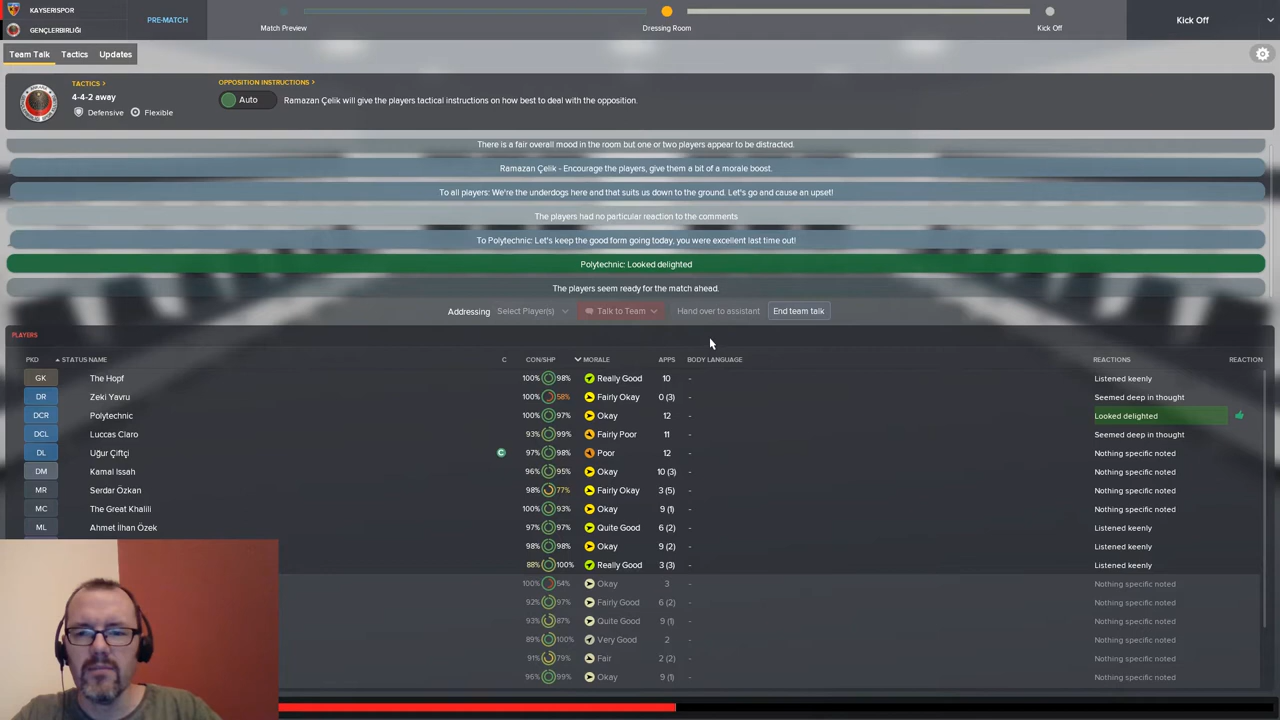 KAYSERISPOR
GENÇLERBIRLIĞI
PRE-MATCH
Match Preview
Dressing Room
Kick Off
Kick Off
Team Talk Tactics Updates
TACTICS >
4-4-2 away
Defensive Flexible
OPPOSITION INSTRUCTIONS >
Auto Ramazan Çelik will give the players tactical instructions on how best to deal with the opposition.
There is a fair overall mood in the room but one or two players appear to be distracted.
Ramazan Çelik - Encourage the players, give them a bit of a morale boost.
To all players: We're the underdogs here and that suits us down to the ground. Let's go and cause an upset!
The players had no particular reaction to the comments
To Polytechnic: Let's keep the good form going today, you were excellent last time out!
Polytechnic: Looked delighted
The players seem ready for the match ahead.
Addressing Select Player(s) Talk to Team Hand over to assistant End team talk
PLAYERS
PKD STATUS NAME C CON/SHP MORALE APPS BODY LANGUAGE REACTIONS REACTION
GK The Hopf 100% 98% Really Good 10 - Listened keenly
DR Zeki Yavru 100% 58% Fairly Okay 0 (3) - Seemed deep in thought
DCR Polytechnic 100% 97% Okay 12 - Looked delighted
DCL Luccas Claro 93% 99% Fairly Poor 11 - Seemed deep in thought
DL Uğur Çiftçi C 97% 98% Poor 12 - Nothing specific noted
DM Kamal Issah 96% 95% Okay 10 (3) - Nothing specific noted
MR Serdar Özkan 98% 77% Fairly Okay 3 (5) - Nothing specific noted
MC The Great Khalili 100% 93% Okay 9 (1) - Nothing specific noted
ML Ahmet Ilhan Özek 97% 97% Quite Good 6 (2) - Listened keenly
98% 98% Okay 9 (2) - Listened keenly
88% 100% Really Good 3 (3) - Listened keenly
100% 54% Okay 3 - Nothing specific noted
92% 97% Fairly Good 6 (2) - Nothing specific noted
93% 87% Quite Good 9 (1) - Nothing specific noted
89% 100% Very Good 2 - Nothing specific noted
91% 79% Fair 2 (2) - Nothing specific noted
96% 99% Okay 9 (1) - Nothing specific noted